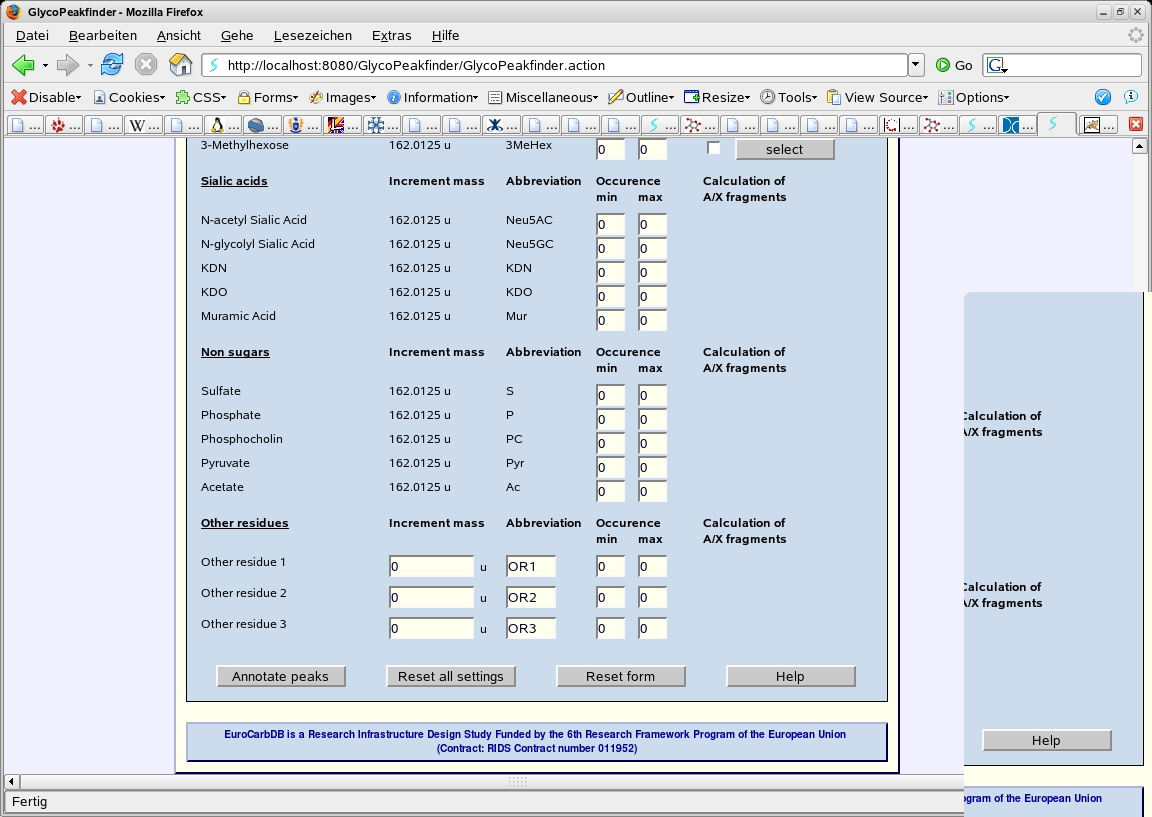 GlycoPeakfinder - Mozilla Firefox
Datei Bearbeiten Ansicht Gehe Lesezeichen Extras Hilfe
http://localhost:8080/GlycoPeakfinder/GlycoPeakfinder.action Go G
Disable Cookies CSS Forms Images Information Miscellaneous Outline Resize Tools View Source Options
3-Methylhexose 162.0125 u 3MeHex 0 0 select
Sialic acids Increment mass Abbreviation Occurence Calculation of
min max A/X fragments
N-acetyl Sialic Acid 162.0125 u Neu5AC 0 0
N-glycolyl Sialic Acid 162.0125 u Neu5GC 0 0
KDN 162.0125 u KDN 0 0
KDO 162.0125 u KDO 0 0
Muramic Acid 162.0125 u Mur 0 0
Non sugars Increment mass Abbreviation Occurence Calculation of
min max A/X fragments
Sulfate 162.0125 u S 0 0
Phosphate 162.0125 u P 0 0
Phosphocholin 162.0125 u PC 0 0
Pyruvate 162.0125 u Pyr 0 0
Acetate 162.0125 u Ac 0 0
Other residues Increment mass Abbreviation Occurence Calculation of
min max A/X fragments
Other residue 1 0 u OR1 0 0
Other residue 2 0 u OR2 0 0
Other residue 3 0 u OR3 0 0
Annotate peaks Reset all settings Reset form Help
EuroCarbDB is a Research Infrastructure Design Study Funded by the 6th Research Framework Program of the European Union
(Contract: RIDS Contract number 011952)
Fertig
Calculation of
A/X fragments
Calculation of
A/X fragments
Help
ogram of the European Union